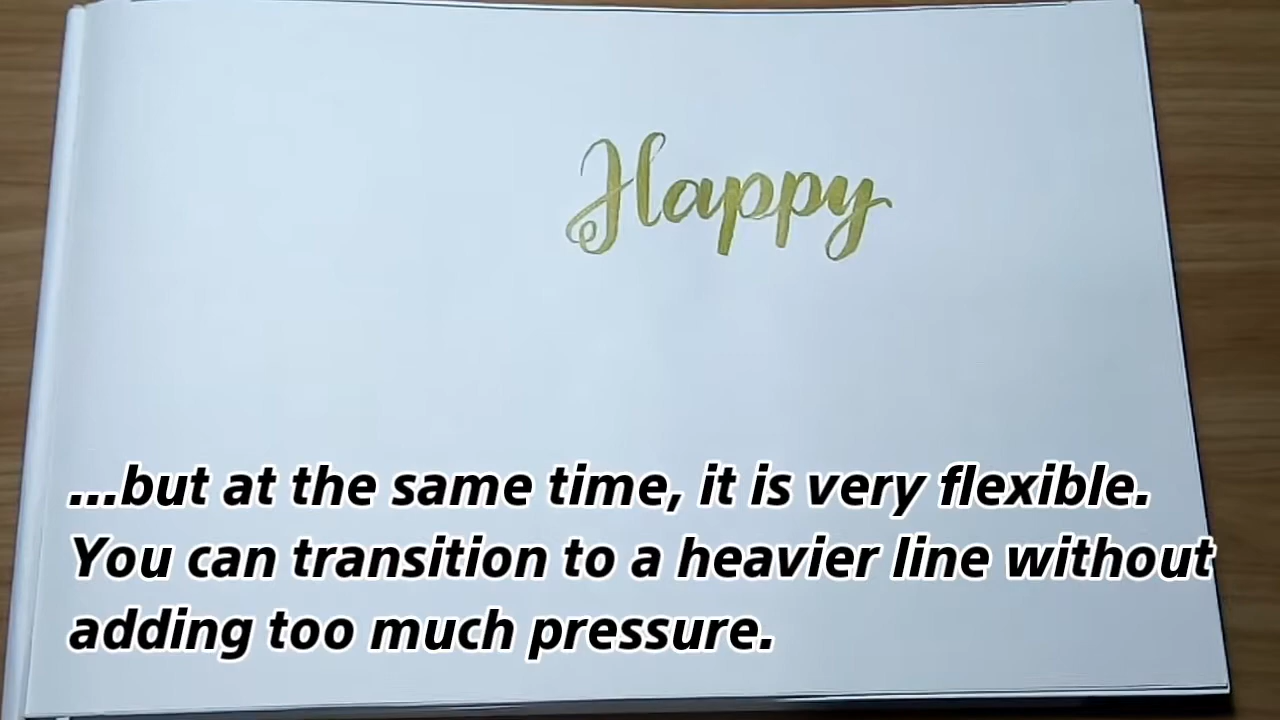 Happy
...but at the same time, it is very flexible.
You can transition to a heavier line without
adding too much pressure.